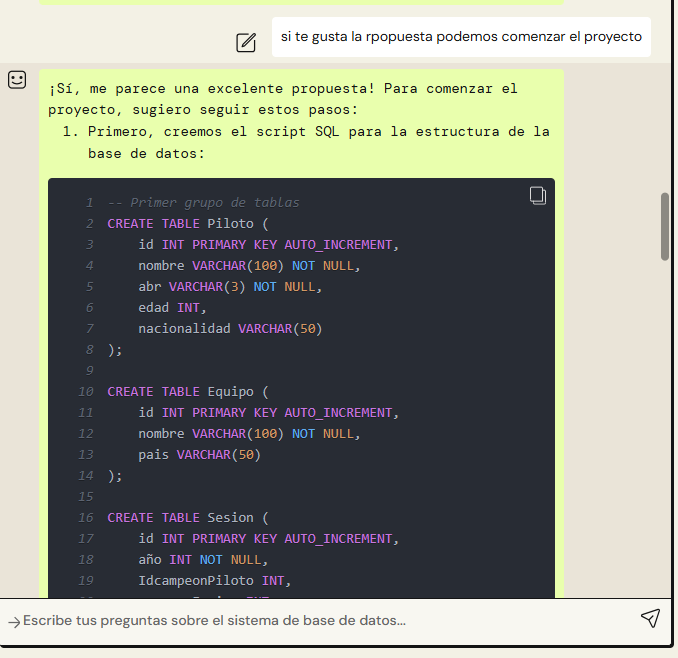 si te gusta la rpopuesta podemos comenzar el proyecto
¡Sí, me parece una excelente propuesta! Para comenzar el
proyecto, sugiero seguir estos pasos:
1. Primero, creemos el script SQL para la estructura de la
base de datos:
1 -- Primer grupo de tablas
2 CREATE TABLE Piloto (
3 id INT PRIMARY KEY AUTO_INCREMENT,
4 nombre VARCHAR(100) NOT NULL,
5 abr VARCHAR(3) NOT NULL,
6 edad INT,
7 nacionalidad VARCHAR(50)
8 );
9
10 CREATE TABLE Equipo (
11 id INT PRIMARY KEY AUTO_INCREMENT,
12 nombre VARCHAR(100) NOT NULL,
13 pais VARCHAR(50)
14 );
15
16 CREATE TABLE Sesion (
17 id INT PRIMARY KEY AUTO_INCREMENT,
18 año INT NOT NULL,
19 IdcampeonPiloto INT,
Escribe tus preguntas sobre el sistema de base de datos...